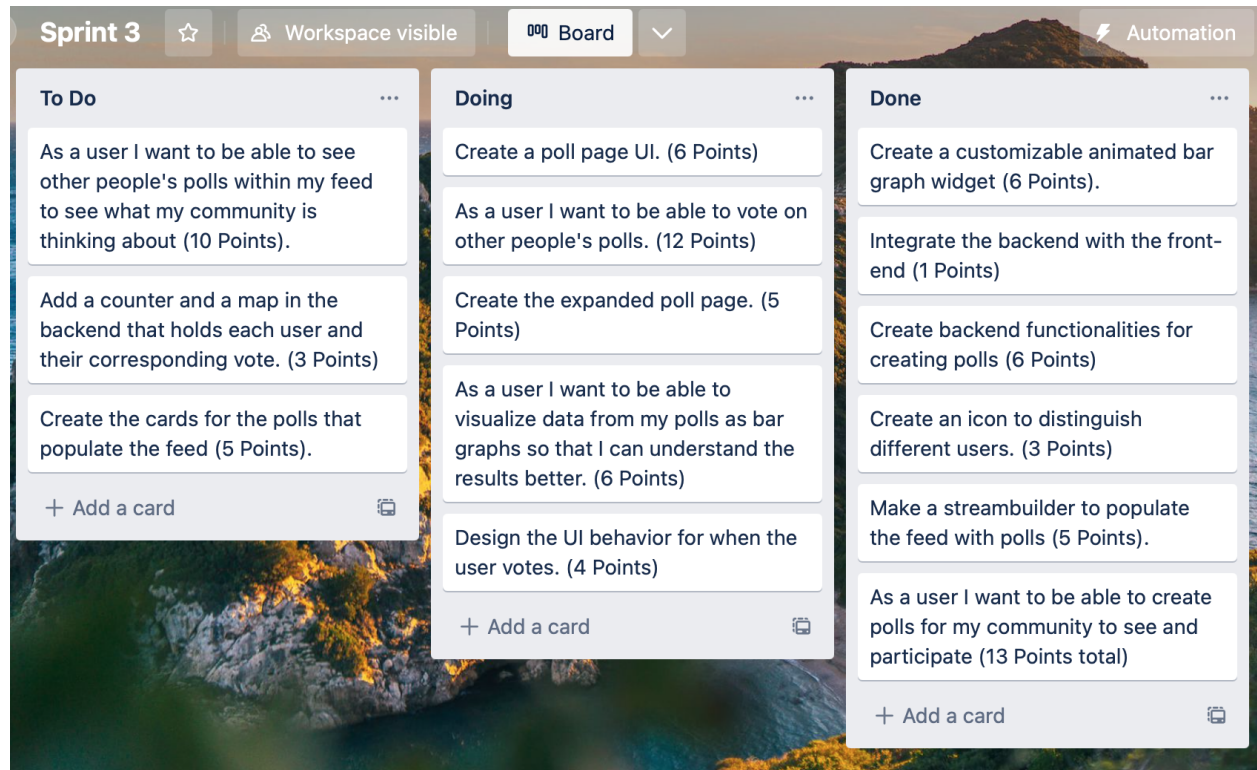 Sprint 3
Workspace visible
Board
Automation
To Do
As a user I want to be able to see
other people's polls within my feed
to see what my community is
thinking about (10 Points).
Add a counter and a map in the
backend that holds each user and
their corresponding vote. (3 Points)
Create the cards for the polls that
populate the feed (5 Points).
+ Add a card
Doing
Create a poll page UI. (6 Points)
As a user I want to be able to vote on
other people's polls. (12 Points)
Create the expanded poll page. (5
Points)
As a user I want to be able to
visualize data from my polls as bar
graphs so that I can understand the
results better. (6 Points)
Design the UI behavior for when the
user votes. (4 Points)
+ Add a card
Done
Create a customizable animated bar
graph widget (6 Points).
Integrate the backend with the front-
end (1 Points)
Create backend functionalities for
creating polls (6 Points)
Create an icon to distinguish
different users. (3 Points)
Make a streambuilder to populate
the feed with polls (5 Points).
As a user I want to be able to create
polls for my community to see and
participate (13 Points total)
+ Add a card